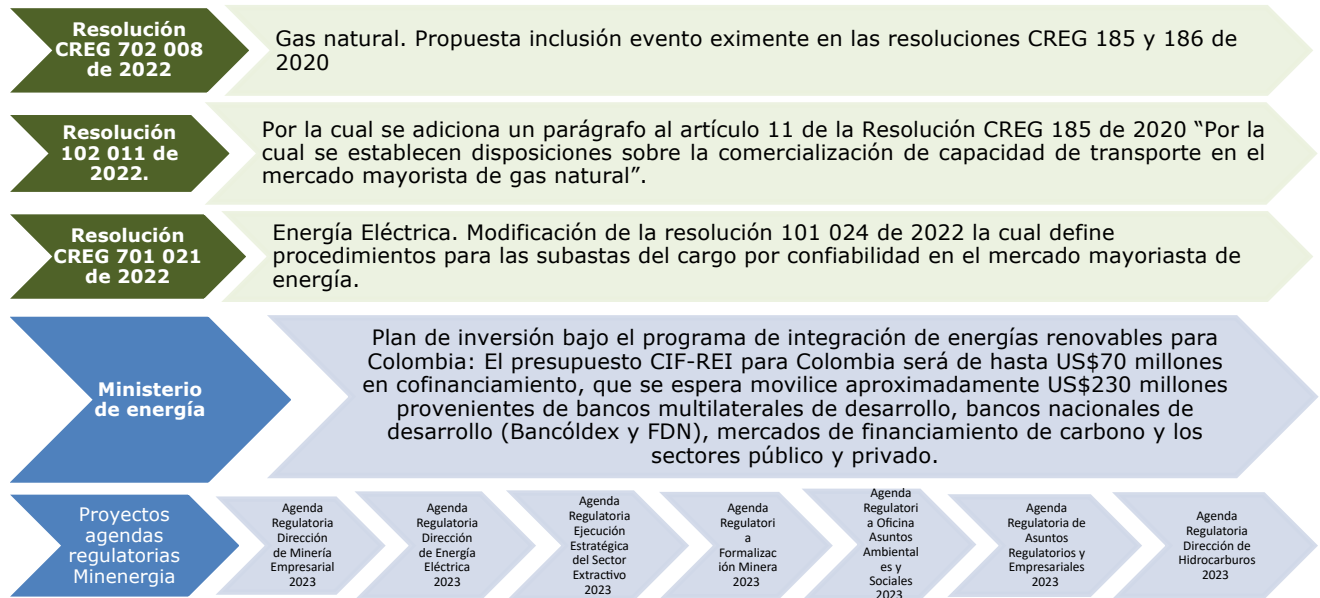 Resolución
CREG 702 008
de 2022
Gas natural. Propuesta inclusión evento eximente en las resoluciones CREG 185 y 186 de
2020
Resolución
102 011 de
2022.
Por la cual se adiciona un parágrafo al artículo 11 de la Resolución CREG 185 de 2020 “Por la
cual se establecen disposiciones sobre la comercialización de capacidad de transporte en el
mercado mayorista de gas natural”.
Resolución
CREG 701 021
de 2022
Energía Eléctrica. Modificación de la resolución 101 024 de 2022 la cual define
procedimientos para las subastas del cargo por confiabilidad en el mercado mayoriasta de
energía.
Ministerio
de energía
Plan de inversión bajo el programa de integración de energías renovables para
Colombia: El presupuesto CIF-REI para Colombia será de hasta US$70 millones
en cofinanciamiento, que se espera movilice aproximadamente US$230 millones
provenientes de bancos multilaterales de desarrollo, bancos nacionales de
desarrollo (Bancóldex y FDN), mercados de financiamiento de carbono y los
sectores público y privado.
Proyectos
agendas
regulatorias
Minenergia
Agenda
Regulatoria
Dirección
de Minería
Empresarial
2023
Agenda
Regulatoria
Dirección
de Energía
Eléctrica
2023
Agenda
Regulatoria
Ejecución
Estratégica
del Sector
Extractivo
2023
Agenda
Regulatori
a
Formalizac
ión Minera
2023
Agenda
Regulatori
a Oficina
Asuntos
Ambiental
es y
Sociales
2023
Agenda
Regulatoria de
Asuntos
Regulatorios y
Empresariales
2023
Agenda
Regulatoria
Dirección de
Hidrocarburos
2023